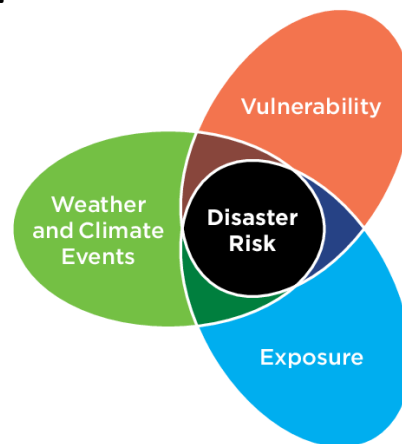 Vulnerability
Weather
and Climate
Events
Disaster
Risk
Exposure